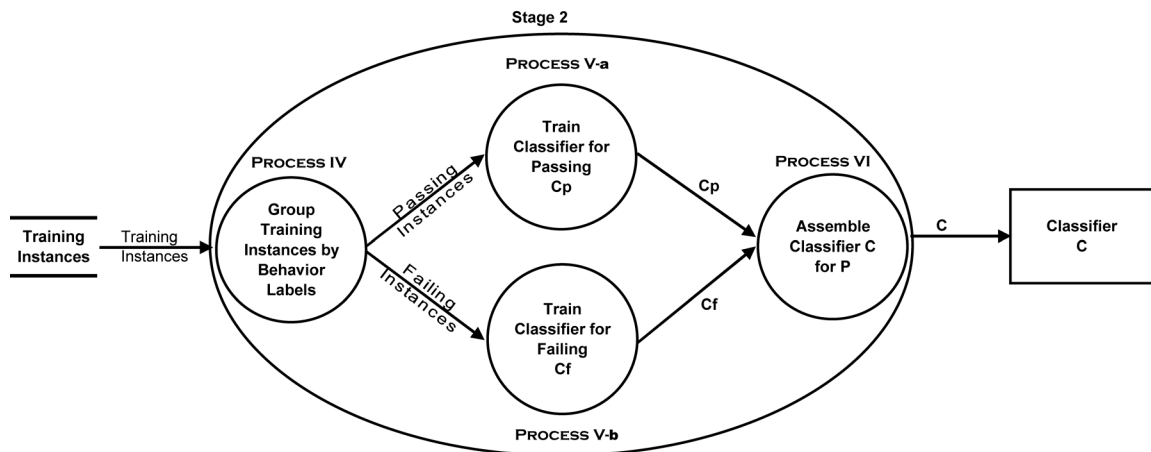 Stage 2
PROCESS V-a
Train
Classifier for
Passing
Cp
PROCESS IV
Group
Training
Instances by
Behavior
Labels
Training
Instances
Training
Instances
Passing
Instances
Failing
Instances
Cp
Cf
PROCESS VI
Assemble
Classifier C
for P
C
Classifier
C
Train
Classifier for
Failing
Cf
PROCESS V-b